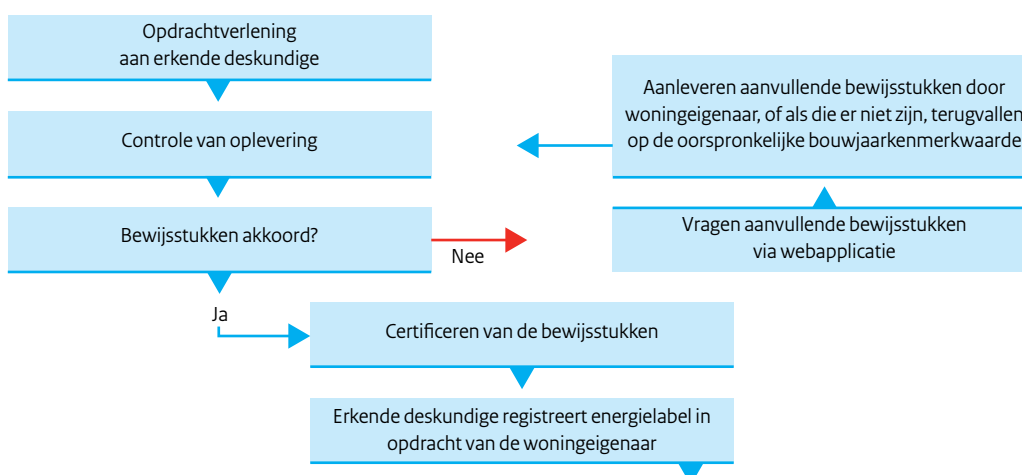 Opdrachtverlening
aan erkende deskundige
Controle van oplevering
Bewijsstukken akkoord?
Nee
Aanleveren aanvullende bewijsstukken door
woningeigenaar, of als die er niet zijn, terugvallen
op de oorspronkelijke bouwjaarkenmerkwaarde
Vragen aanvullende bewijsstukken
via webapplicatie
Ja
Certificeren van de bewijsstukken
Erkende deskundige registreert energielabel in
opdracht van de woningeigenaar